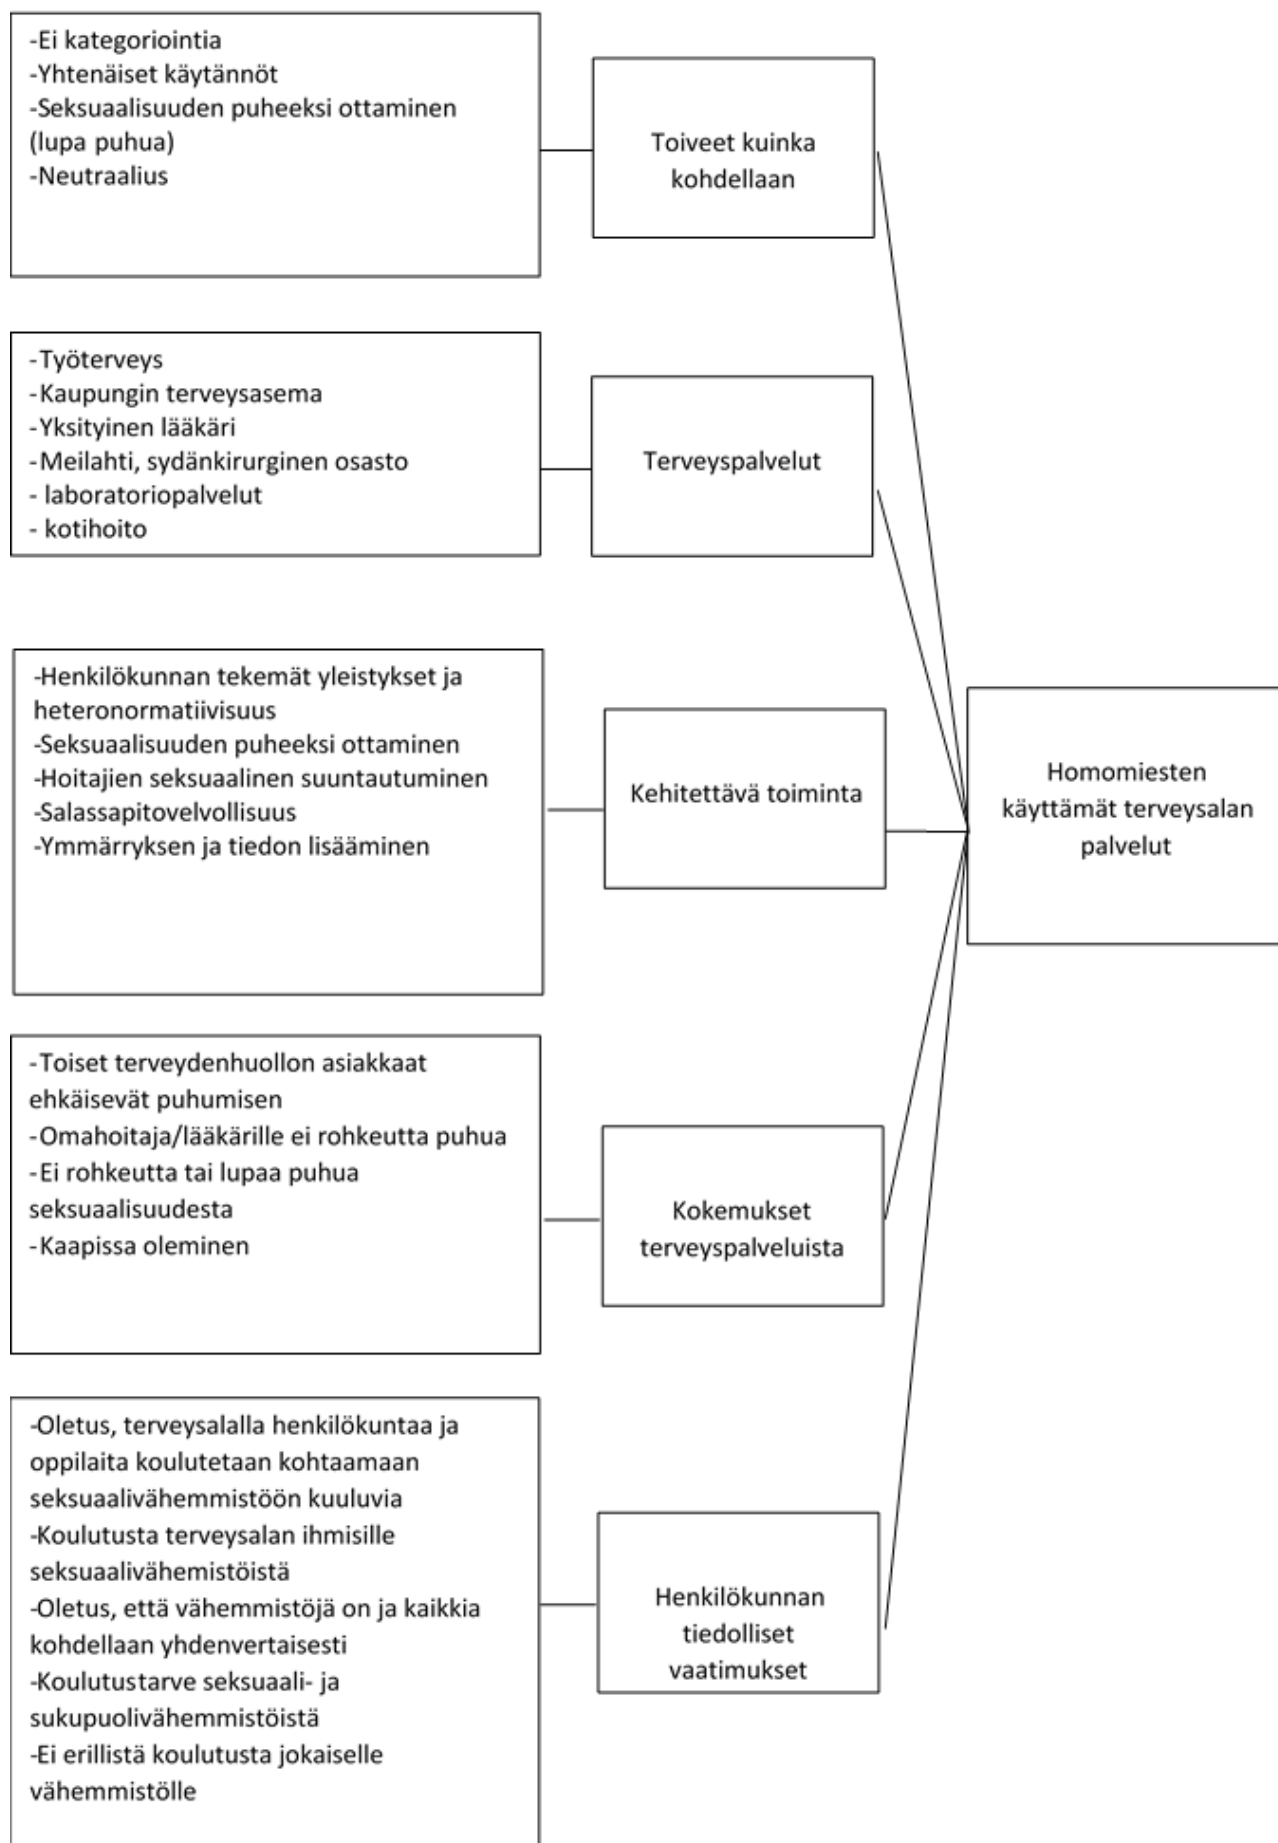 -Ei kategoriointia
-Yhtenäiset käytännöt
-Seksuaalisuuden puheeksi ottaminen
(lupa puhua)
-Neutraalius
Toiveet kuinka
kohdellaan
-Työterveys
-Kaupungin terveysasema
-Yksityinen lääkäri
-Meilahti, sydänkirurginen osasto
- laboratoriopalvelut
- kotihoito
Terveyspalvelut
-Henkilökunnan tekemät yleistykset ja
heteronormatiivisuus
-Seksuaalisuuden puheeksi ottaminen
-Hoitajien seksuaalinen suuntautuminen
-Salassapitovelvollisuus
-Ymmärryksen ja tiedon lisääminen
Kehitettävä toiminta
Homomiesten
käyttämät terveysalan
palvelut
-Toiset terveydenhuollon asiakkaat
ehkäisevät puhumisen
-Omahoitaja/lääkärille ei rohkeutta puhua
-Ei rohkeutta tai lupaa puhua
seksuaalisuudesta
-Kaapissa oleminen
Kokemukset
terveyspalveluista
-Oletus, terveysalalla henkilökuntaa ja
oppilaita koulutetaan kohtaamaan
seksuaalivähemmistöön kuuluvia
-Koulutusta terveysalan ihmisille
seksuaalivähemistöistä
-Oletus, että vähemmistöjä on ja kaikkia
kohdellaan yhdenvertaisesti
-Koulutustarve seksuaali- ja
sukupuolivähemmistöistä
-Ei erillistä koulutusta jokaiselle
vähemmistölle
Henkilökunnan
tiedolliset
vaatimukset